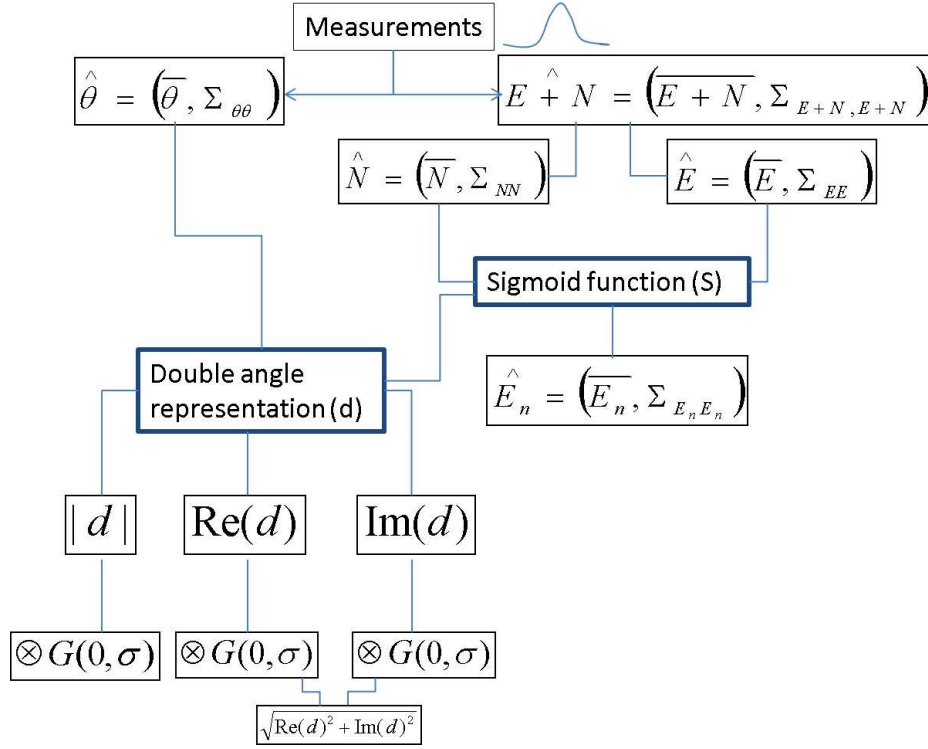 Measurements
θ̂ = (θ̅, Σ_θθ)
E +̂ N = (E + N̅, Σ_E+N,E+N)
N̂ = (N̅, Σ_NN)
Ê = (E̅, Σ_EE)
Sigmoid function (S)
Double angle
representation (d)
Ê_n = (E̅_n, Σ_E_nE_n)
|d|
Re(d)
Im(d)
⊗ G(0,σ)
⊗ G(0,σ)
⊗ G(0,σ)
√Re(d)² + Im(d)²